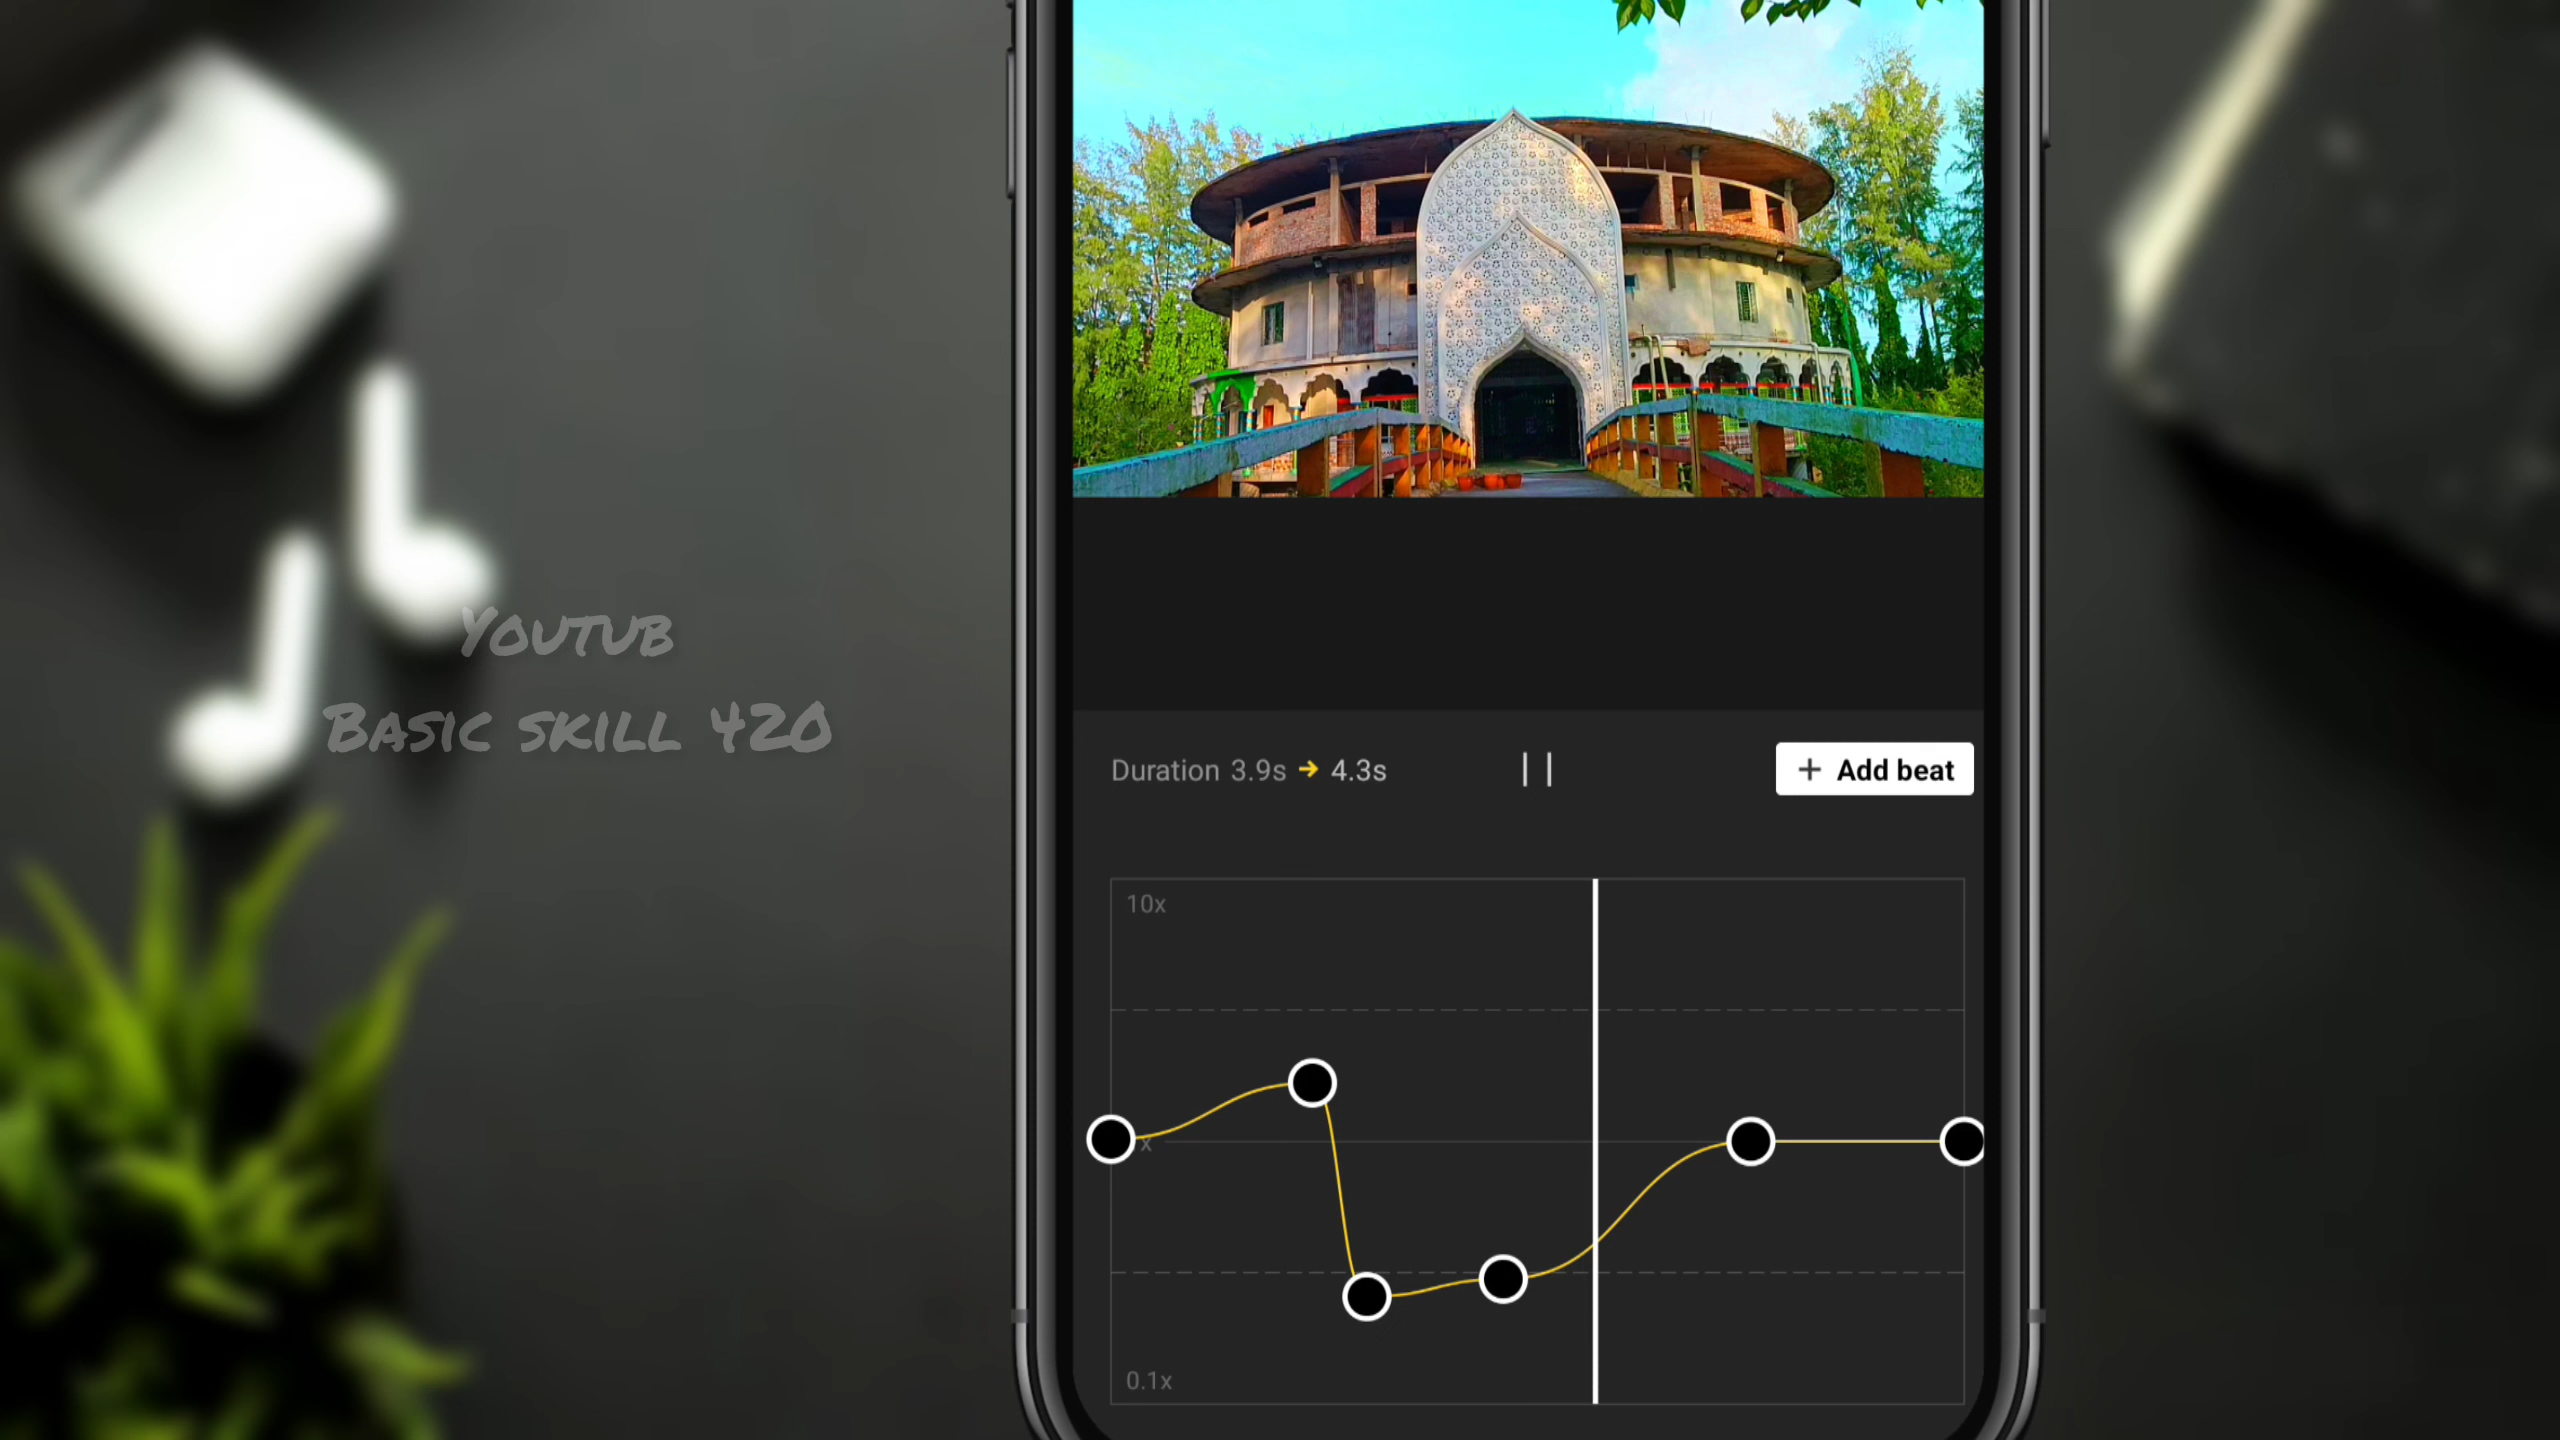 Youtub
Basic skill 420
Duration 3.9s → 4.3s
+ Add beat
10x
x
0.1x